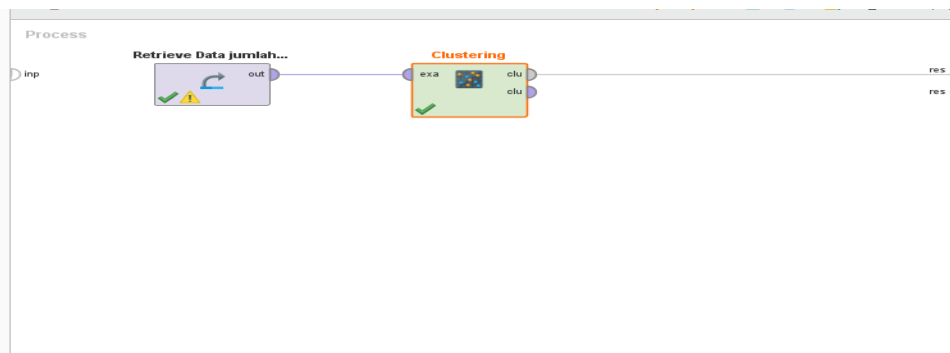 Process
Retrieve Data jumlah...
Clustering
inp
out
exa
clu
res
clu
res